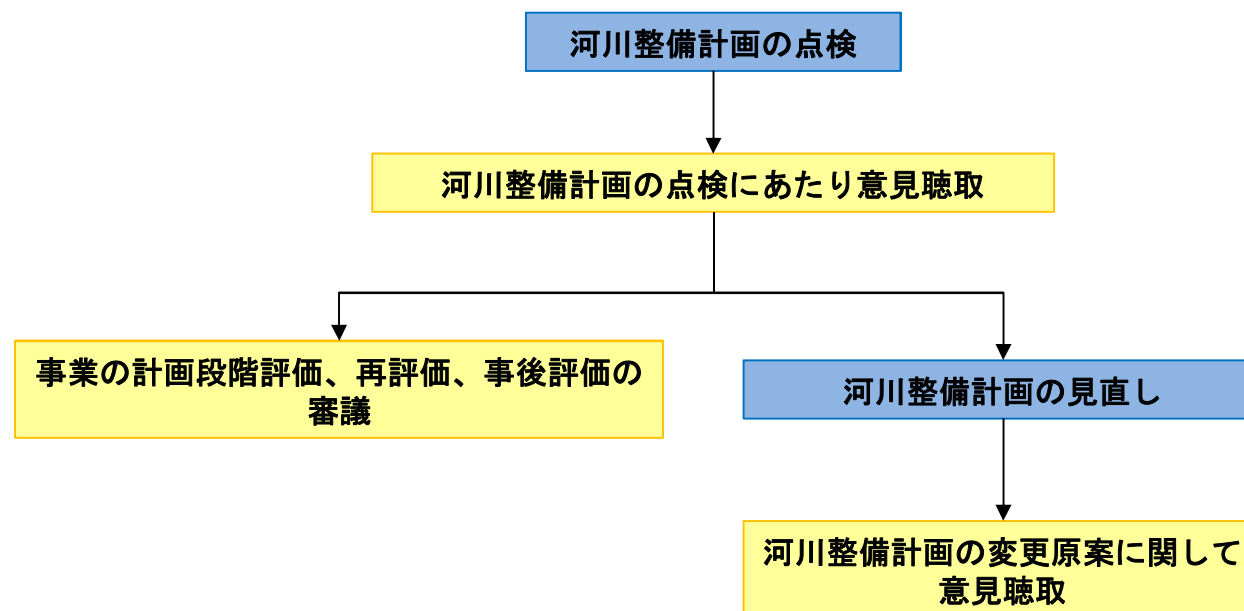 河川整備計画の点検
河川整備計画の点検にあたり意見聴取
事業の計画段階評価、再評価、事後評価の
審議
河川整備計画の見直し
河川整備計画の変更原案に関して
意見聴取